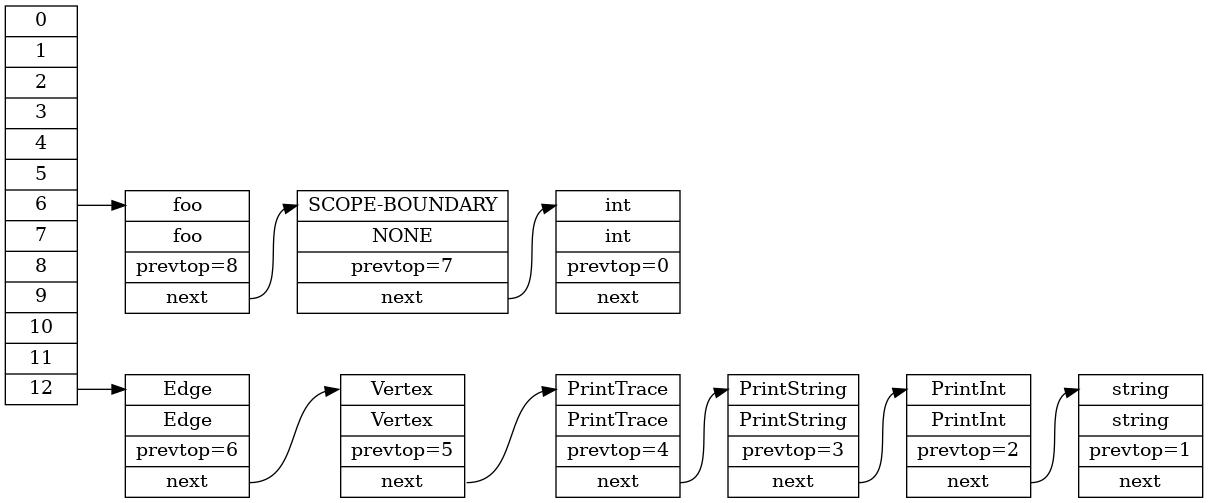 0
1
2
3
4
5
6
7
8
9
10
11
12
foo
foo
prevtop=8
next
SCOPE-BOUNDARY
NONE
prevtop=7
next
int
int
prevtop=0
next
Edge
Edge
prevtop=6
next
Vertex
Vertex
prevtop=5
next
PrintTrace
PrintTrace
prevtop=4
next
PrintString
PrintString
prevtop=3
next
PrintInt
PrintInt
prevtop=2
next
string
string
prevtop=1
next